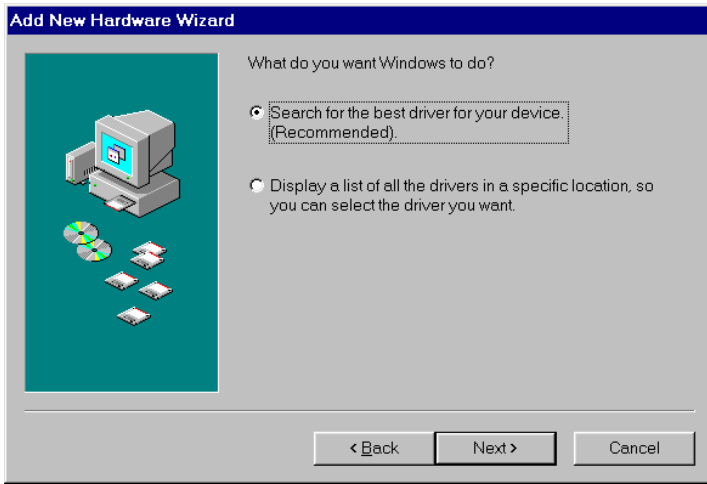 Add New Hardware Wizard
What do you want Windows to do?
Search for the best driver for your device.
(Recommended).
Display a list of all the drivers in a specific location, so
you can select the driver you want.
< Back
Next >
Cancel